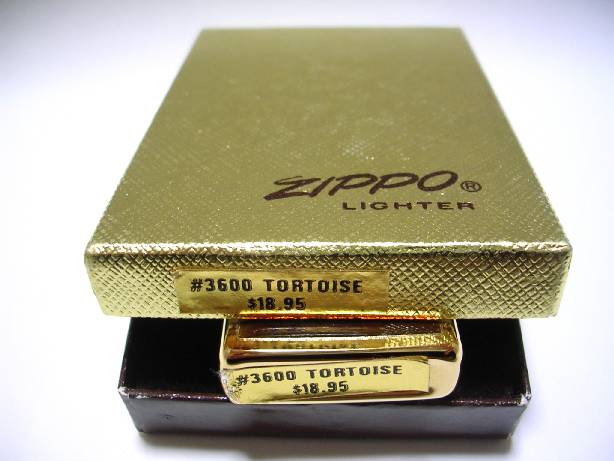 ZIPPO®
LIGHTER
#3600 TORTOISE
$18.95
#3600 TORTOISE
$18.95